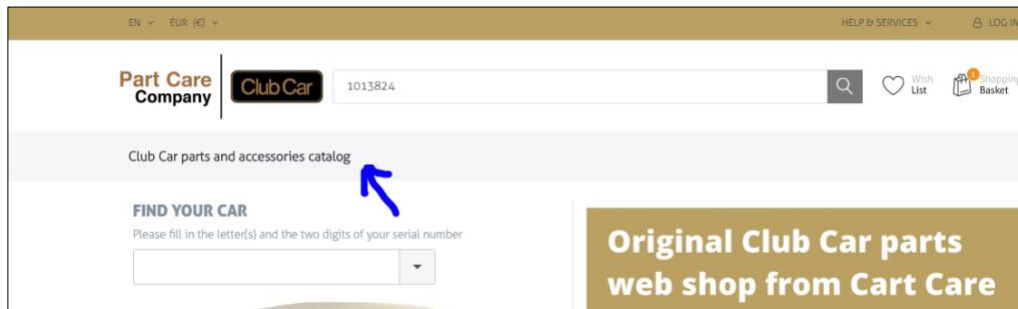 EN EUR (€)
HELP & SERVICES LOG IN
Part Care
Company
Club Car
1013824
Wish
List
1
Shopping
Basket
Club Car parts and accessories catalog
FIND YOUR CAR
Please fill in the letter(s) and the two digits of your serial number
Original Club Car parts
web shop from Cart Care